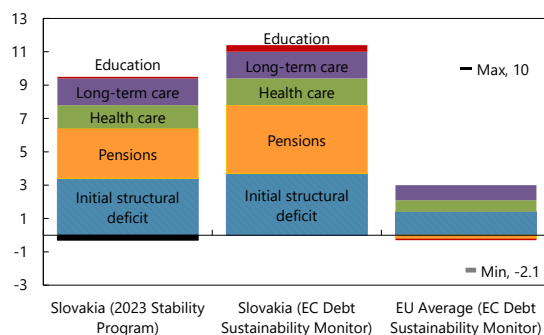 13
11
9
7
5
3
1
-1
-3
Education
Long-term care
Health care
Pensions
Initial structural
deficit
Education
Long-term care
Health care
Pensions
Initial structural
deficit
Max, 10
Min, -2.1
Slovakia (2023 Stability
Program)
Slovakia (EC Debt
Sustainability Monitor)
EU Average (EC Debt
Sustainability Monitor)